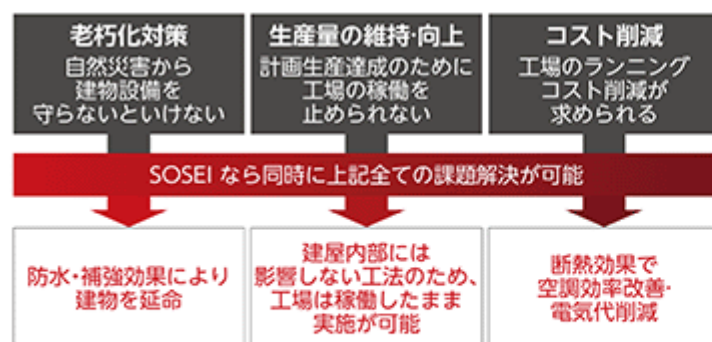 老朽化対策
自然災害から
建物設備を
守らないといけない
生産量の維持・向上
計画生産達成のために
工場の稼働を
止められない
コスト削減
工場のランニング
コスト削減が
求められる
SOSEI なら同時に上記全ての課題解決が可能
防水・補強効果により
建物を延命
建屋内部には
影響しない工法のため、
工場は稼働したまま
実施が可能
断熱効果で
空調効率改善・
電気代削減